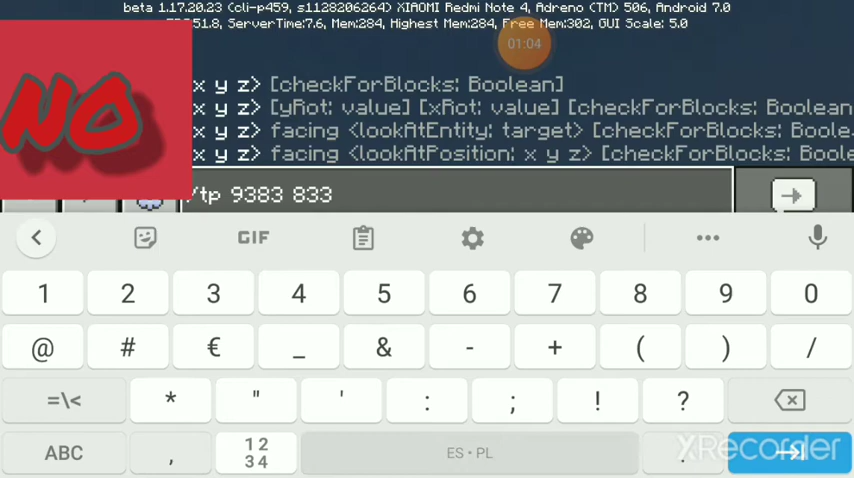 beta 1.17.20.23 (cli-p459, s1128206264) XIAOMI Redmi Note 4, Adreno (TM) 506, Android 7.0
51.8, ServerTime:7.6, Mem:284, Highest Mem:284, Free Mem:302, GUI Scale: 5.0
01:04
x y z> [checkForBlocks: Boolean]
x y z> [yRot: value] [xRot: value] [checkForBlocks: Boolean
x y z> facing <lookAtEntity: target> [checkForBlocks: Boole
x y z> facing <lookAtPosition: x y z> [checkForBlocks: Boole
NO
/tp 9383 833
GIF
1 2 3 4 5 6 7 8 9 0
@ # € _ & - + ( ) /
=\< * " ' : ; ! ?
ABC , 12 ES • PL .
34
XRecorder